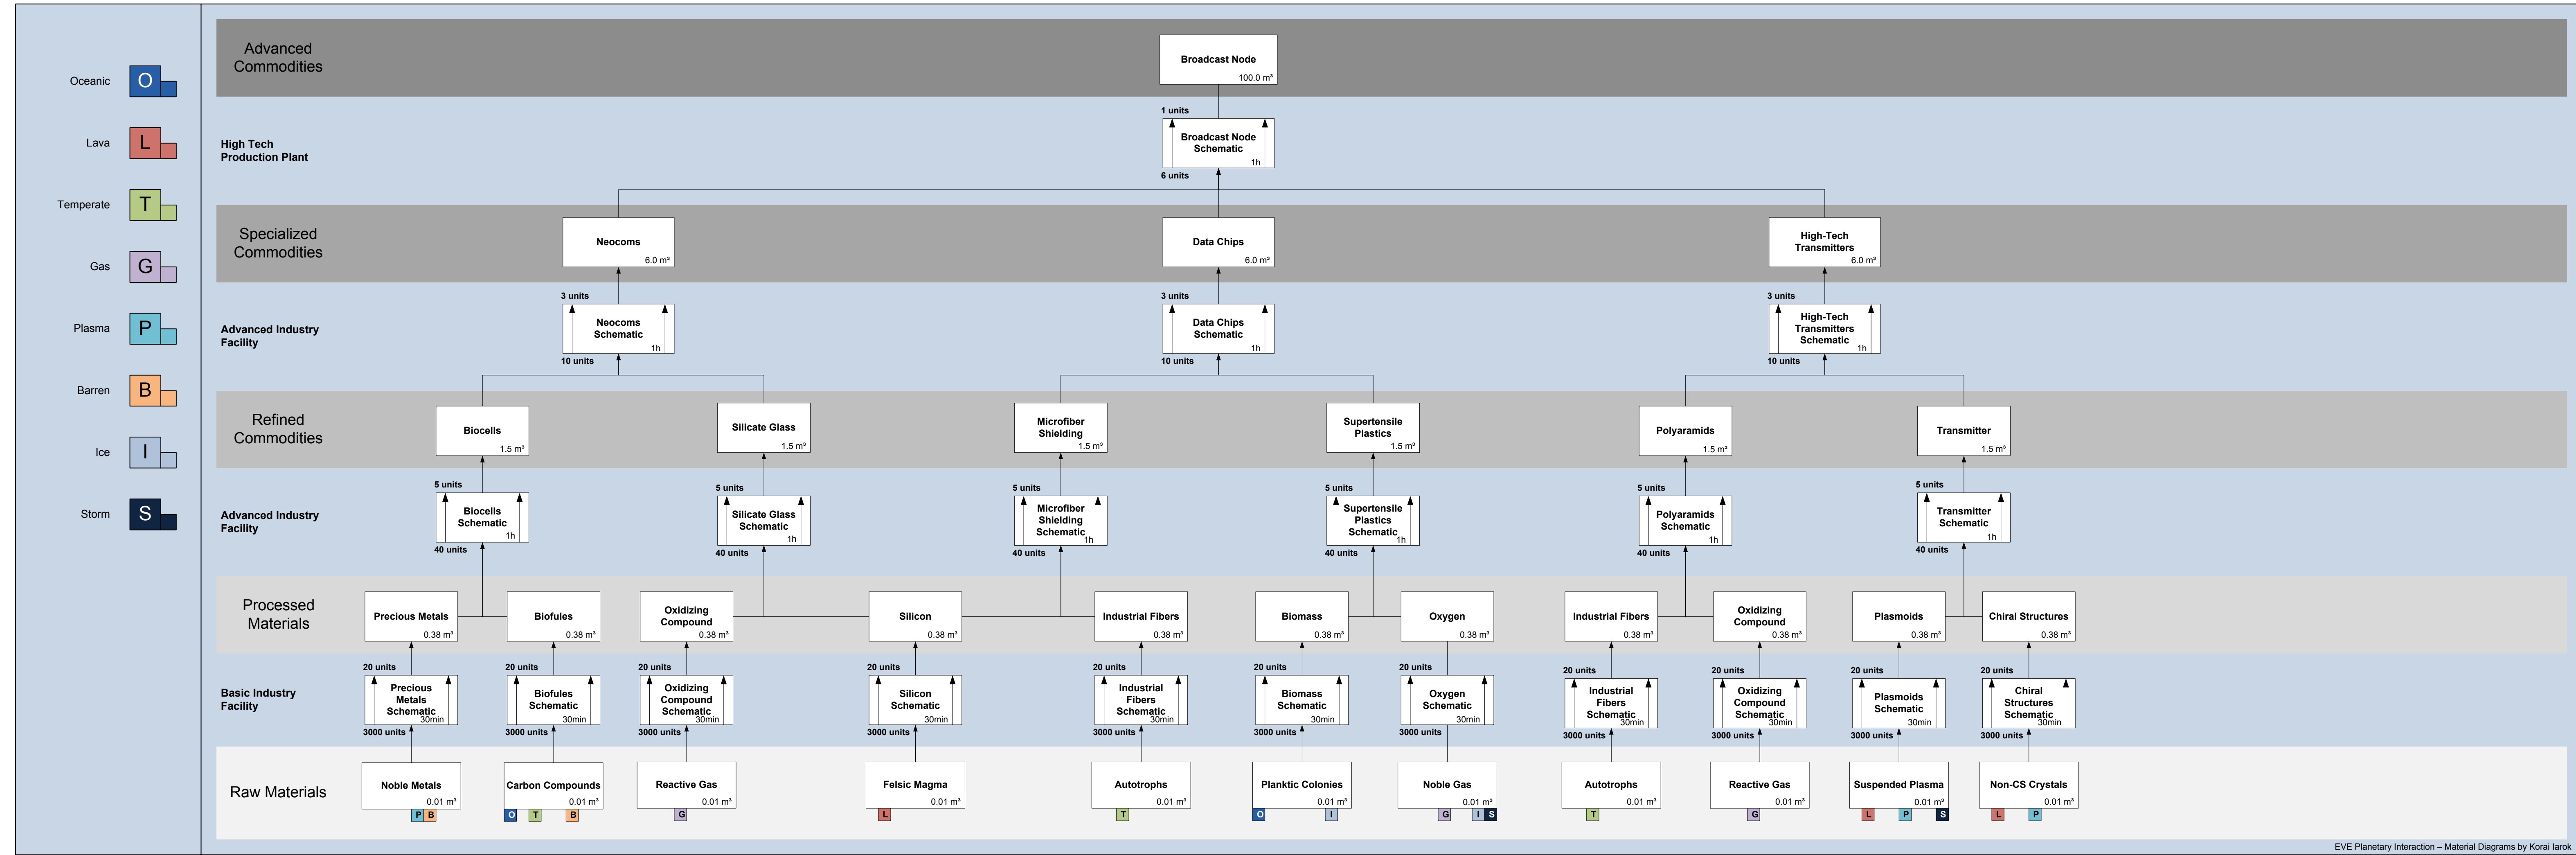 Oceanic
O
Lava
L
Temperate
T
Gas
G
Plasma
P
Barren
B
Ice
I
Storm
S
Advanced
Commodities
Broadcast Node
100.0 m³
1 units
High Tech
Production Plant
Broadcast Node
Schematic
1h
6 units
Specialized
Commodities
Neocoms
6.0 m³
Data Chips
6.0 m³
High-Tech
Transmitters
6.0 m³
Advanced Industry
Facility
3 units
Neocoms
Schematic
1h
10 units
3 units
Data Chips
Schematic
1h
10 units
3 units
High-Tech
Transmitters
Schematic
1h
10 units
Refined
Commodities
Biocells
1.5 m³
Silicate Glass
1.5 m³
Microfiber
Shielding
1.5 m³
Supertensile
Plastics
1.5 m³
Polyaramids
1.5 m³
Transmitter
1.5 m³
Advanced Industry
Facility
5 units
Biocells
Schematic
1h
40 units
5 units
Silicate Glass
Schematic
1h
40 units
5 units
Microfiber
Shielding
Schematic
1h
40 units
5 units
Supertensile
Plastics
Schematic
1h
40 units
5 units
Polyaramids
Schematic
1h
40 units
5 units
Transmitter
Schematic
1h
40 units
Processed
Materials
Precious Metals
0.38 m³
Biofules
0.38 m³
Oxidizing
Compound
0.38 m³
Silicon
0.38 m³
Industrial Fibers
0.38 m³
Biomass
0.38 m³
Oxygen
0.38 m³
Industrial Fibers
0.38 m³
Oxidizing
Compound
0.38 m³
Plasmoids
0.38 m³
Chiral Structures
0.38 m³
Basic Industry
Facility
20 units
Precious
Metals
Schematic
30min
3000 units
20 units
Biofules
Schematic
30min
3000 units
20 units
Oxidizing
Compound
Schematic
30min
3000 units
20 units
Silicon
Schematic
30min
3000 units
20 units
Industrial
Fibers
Schematic
30min
3000 units
20 units
Biomass
Schematic
30min
3000 units
20 units
Oxygen
Schematic
30min
3000 units
20 units
Industrial
Fibers
Schematic
30min
3000 units
20 units
Oxidizing
Compound
Schematic
30min
3000 units
20 units
Plasmoids
Schematic
30min
3000 units
20 units
Chiral
Structures
Schematic
30min
3000 units
Raw Materials
Noble Metals
0.01 m³
P B
Carbon Compounds
0.01 m³
O T B
Reactive Gas
0.01 m³
G
Felsic Magma
0.01 m³
L
Autotrophs
0.01 m³
T
Planktic Colonies
0.01 m³
O I
Noble Gas
0.01 m³
G I S
Autotrophs
0.01 m³
T
Reactive Gas
0.01 m³
G
Suspended Plasma
0.01 m³
L P S
Non-CS Crystals
0.01 m³
L P
EVE Planetary Interaction – Material Diagrams by Korai Iarok